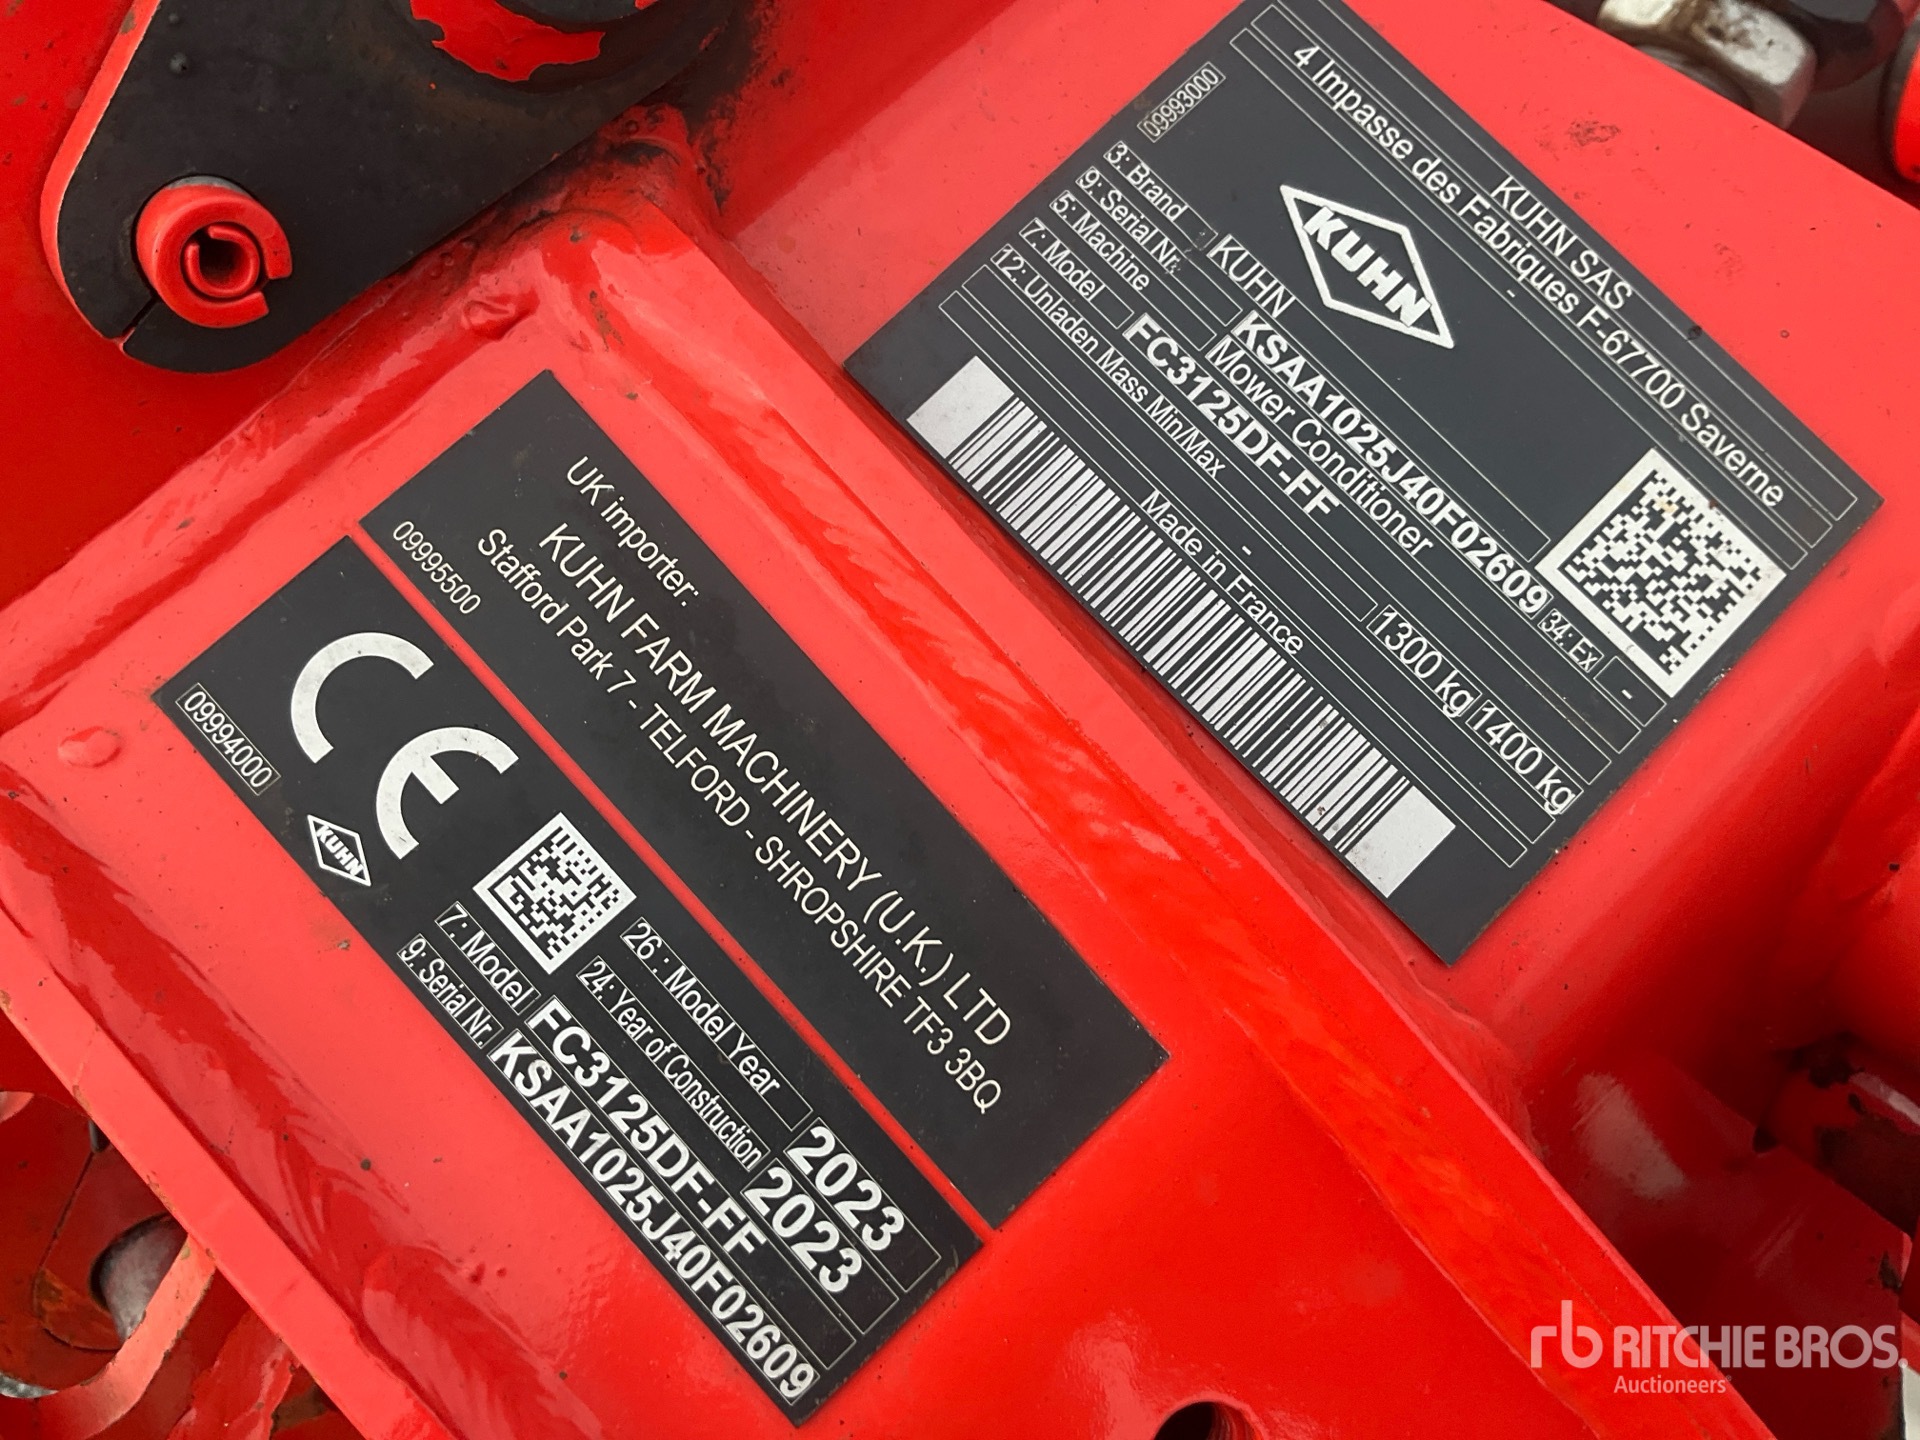 KUHN SAS
4 Impasse des Fabriques F-67700 Saverne
09993000
KUHN
-
3: Brand KUHN
9: Serial Nr. KSAA1025J40F02609 34: Ex -
5: Machine Mower Conditioner
7: Model FC3125DF-FF
12: Unladen Mass Min/Max - 1300 kg 1400 kg
Made in France
UK importer:
KUHN FARM MACHINERY (U.K.) LTD
Stafford Park 7 - TELFORD - SHROPSHIRE TF3 3BQ
09995500
CE
09994000
KUHN
26 : Model Year 2023
24: Year of Construction 2023
7: Model FC3125DF-FF
9: Serial Nr. KSAA1025J40F02609
rb RITCHIE BROS.
Auctioneers